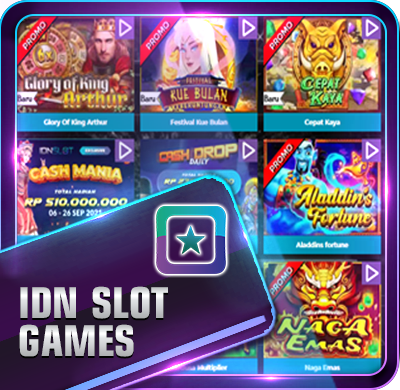 PROMO
Glory of King
Arthur
Baru
Glory Of King Arthur
PROMO
FESTIVAL
KUE BULAN
Baru
Festival Kue Bulan
PROMO
CEPAT
KAYA
Baru
Cepat Kaya
IDNSLOT
CASH MANIA
TOTAL HADIAH
RP 510.000.000
06 - 26 SEP 2021
CASH DROP
DAILY
PROMO
Aladdin's
Fortune
Aladdins fortune
PROMO
NAGA
EMAS
Naga Emas
Multiplier
IDN SLOT
GAMES